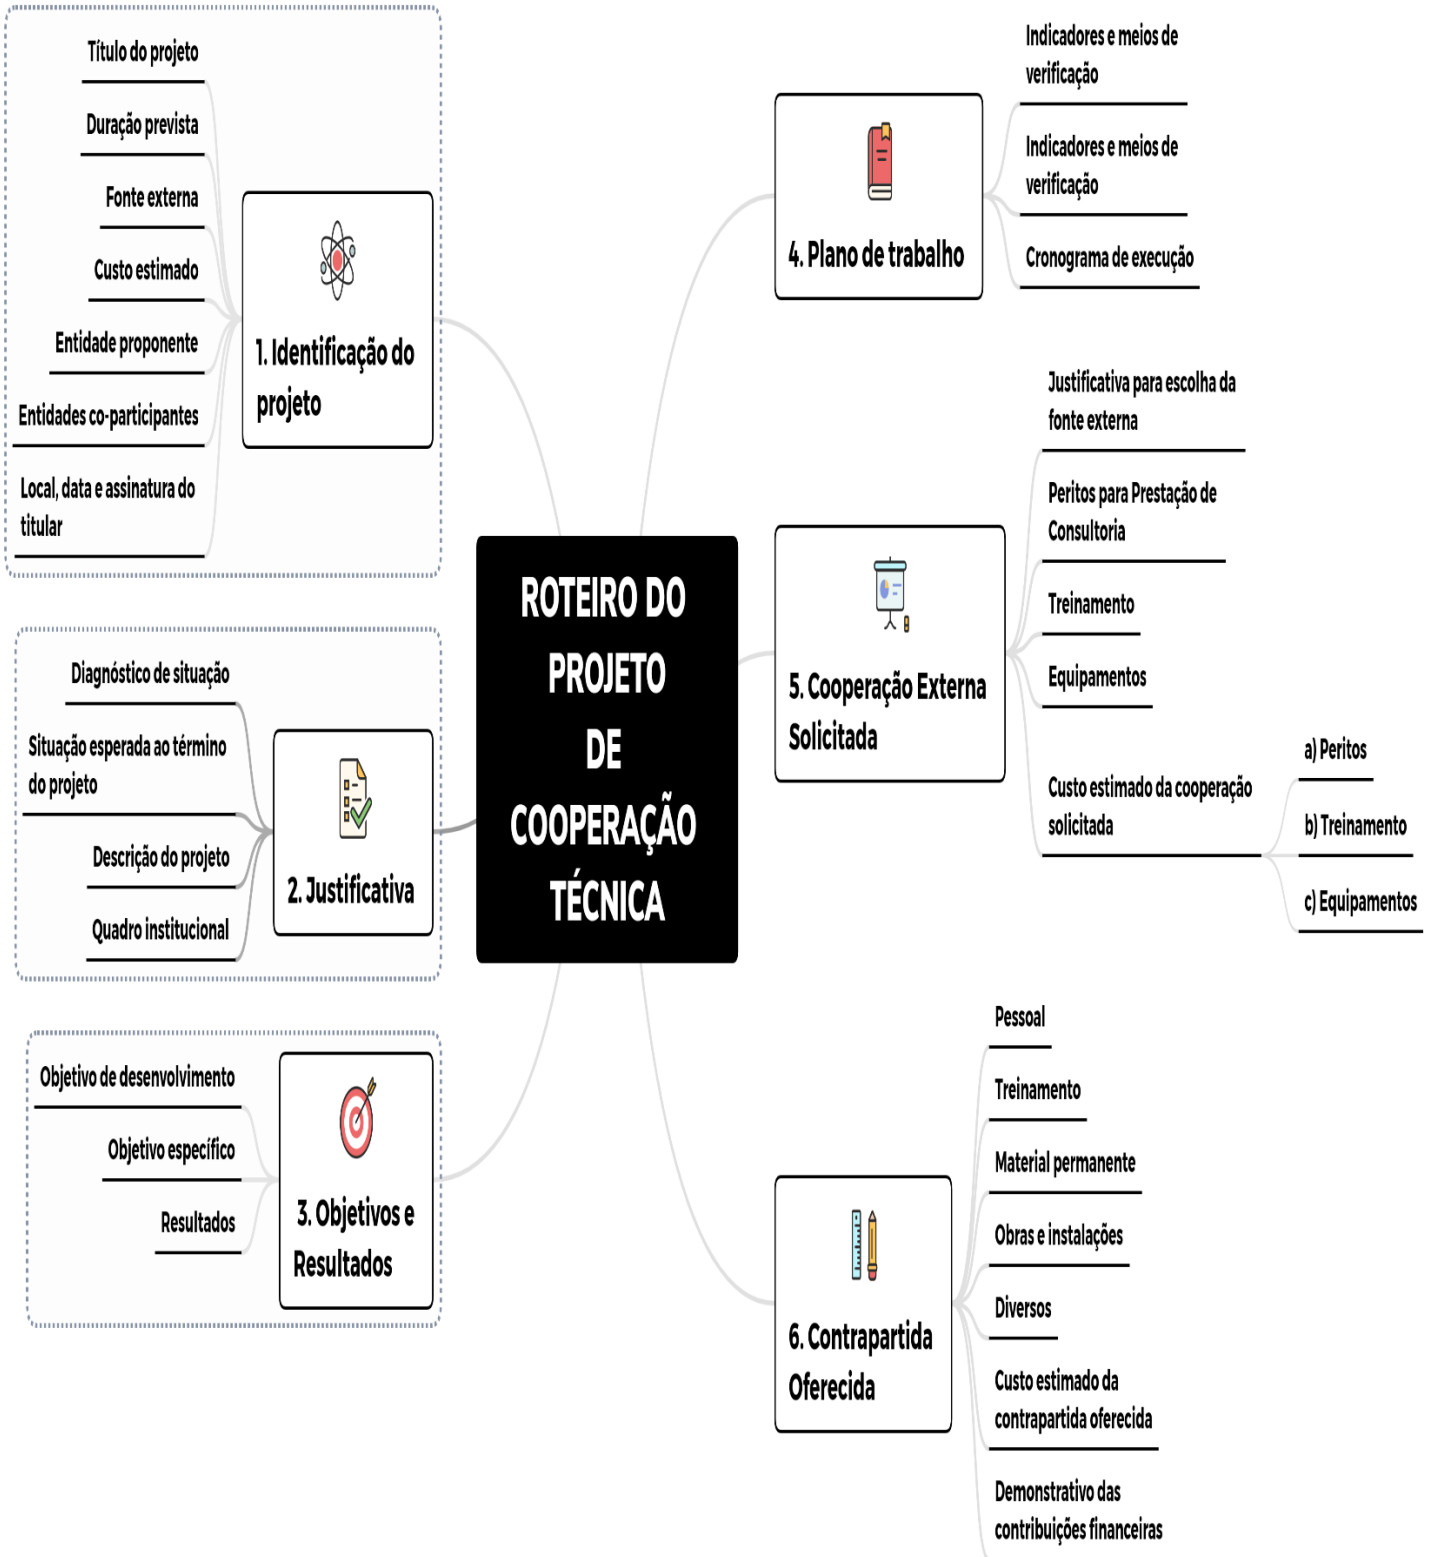 ROTEIRO DO
PROJETO
DE
COOPERAÇÃO
TÉCNICA
1. Identificação do
projeto
Título do projeto
Duração prevista
Fonte externa
Custo estimado
Entidade proponente
Entidades co-participantes
Local, data e assinatura do
titular
2. Justificativa
Diagnóstico de situação
Situação esperada ao término
do projeto
Descrição do projeto
Quadro institucional
3. Objetivos e
Resultados
Objetivo de desenvolvimento
Objetivo específico
Resultados
4. Plano de trabalho
Indicadores e meios de
verificação
Indicadores e meios de
verificação
Cronograma de execução
5. Cooperação Externa
Solicitada
Justificativa para escolha da
fonte externa
Peritos para Prestação de
Consultoria
Treinamento
Equipamentos
Custo estimado da cooperação
solicitada
a) Peritos
b) Treinamento
c) Equipamentos
6. Contrapartida
Oferecida
Pessoal
Treinamento
Material permanente
Obras e instalações
Diversos
Custo estimado da
contrapartida oferecida
Demonstrativo das
contribuições financeiras